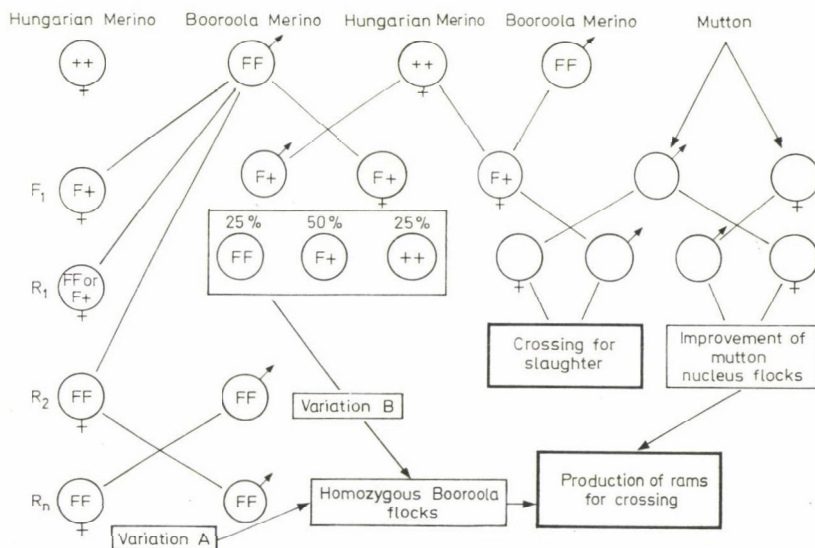 Hungarian Merino Booroola Merino Hungarian Merino Booroola Merino Mutton
++ FF ++ FF
F1 F+ F+ F+ F+
25% 50% 25%
FF F+ ++
R1 FF or F+
Crossing for
slaughter
Improvement of
mutton
nucleus flocks
R2 FF FF
Variation B
Rn FF FF
Homozygous Booroola
flocks
Production of rams
for crossing
Variation A